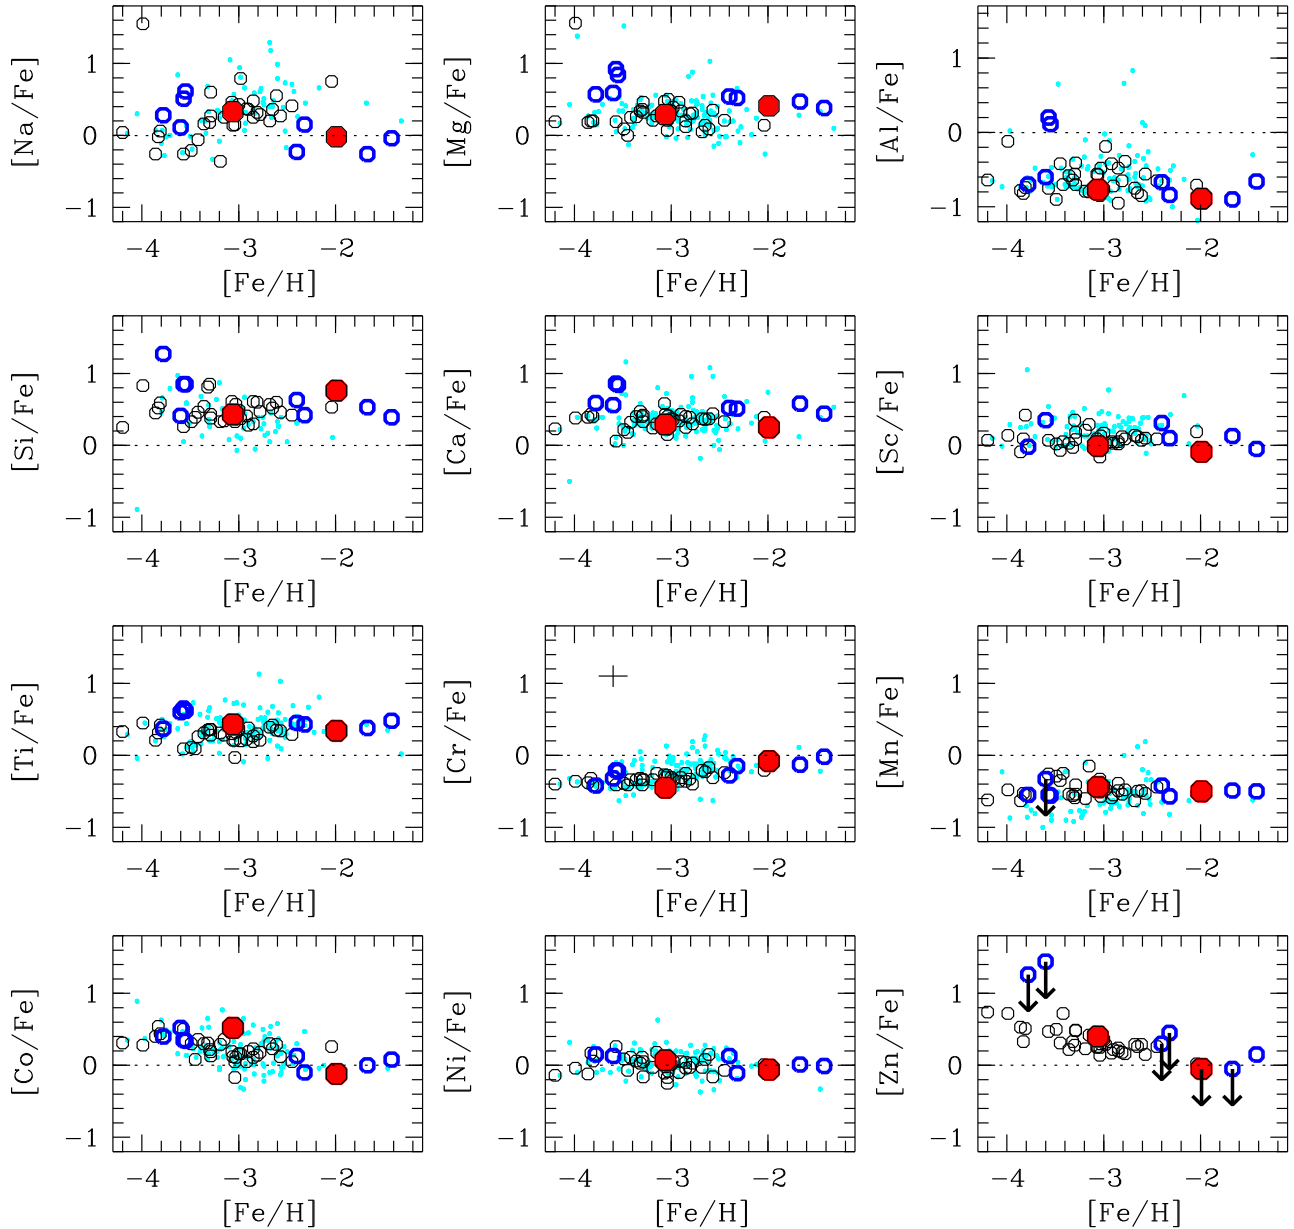 [Na/Fe] 1 0 −1 −4 −3 −2 [Fe/H]
[Mg/Fe] 1 0 −1 −4 −3 −2 [Fe/H]
[Al/Fe] 1 0 −1 −4 −3 −2 [Fe/H]
[Si/Fe] 1 0 −1 −4 −3 −2 [Fe/H]
[Ca/Fe] 1 0 −1 −4 −3 −2 [Fe/H]
[Sc/Fe] 1 0 −1 −4 −3 −2 [Fe/H]
[Ti/Fe] 1 0 −1 −4 −3 −2 [Fe/H]
[Cr/Fe] 1 0 −1 −4 −3 −2 [Fe/H]
[Mn/Fe] 1 0 −1 −4 −3 −2 [Fe/H]
[Co/Fe] 1 0 −1 −4 −3 −2 [Fe/H]
[Ni/Fe] 1 0 −1 −4 −3 −2 [Fe/H]
[Zn/Fe] 1 0 −1 −4 −3 −2 [Fe/H]